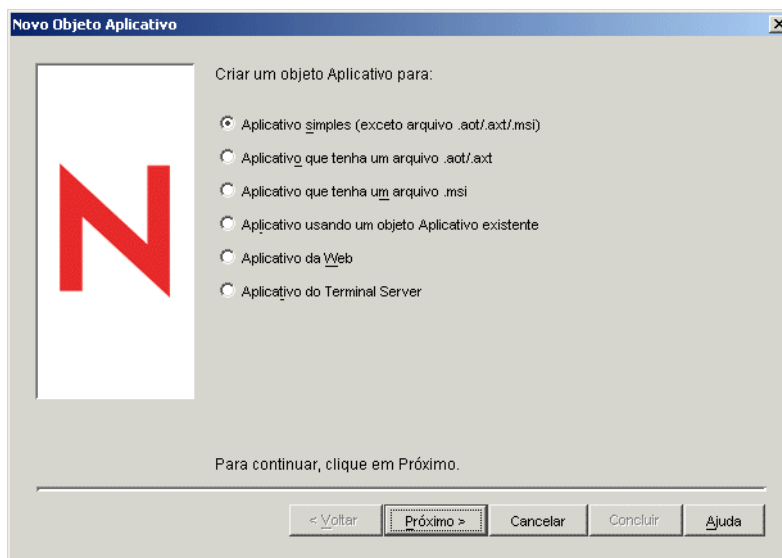 Novo Objeto Aplicativo
Criar um objeto Aplicativo para:
Aplicativo simples (exceto arquivo .aot/.axt/.msi)
Aplicativo que tenha um arquivo .aot/.axt
Aplicativo que tenha um arquivo .msi
Aplicativo usando um objeto Aplicativo existente
Aplicativo da Web
Aplicativo do Terminal Server
N
Para continuar, clique em Próximo.
< Voltar Próximo > Cancelar Concluir Ajuda